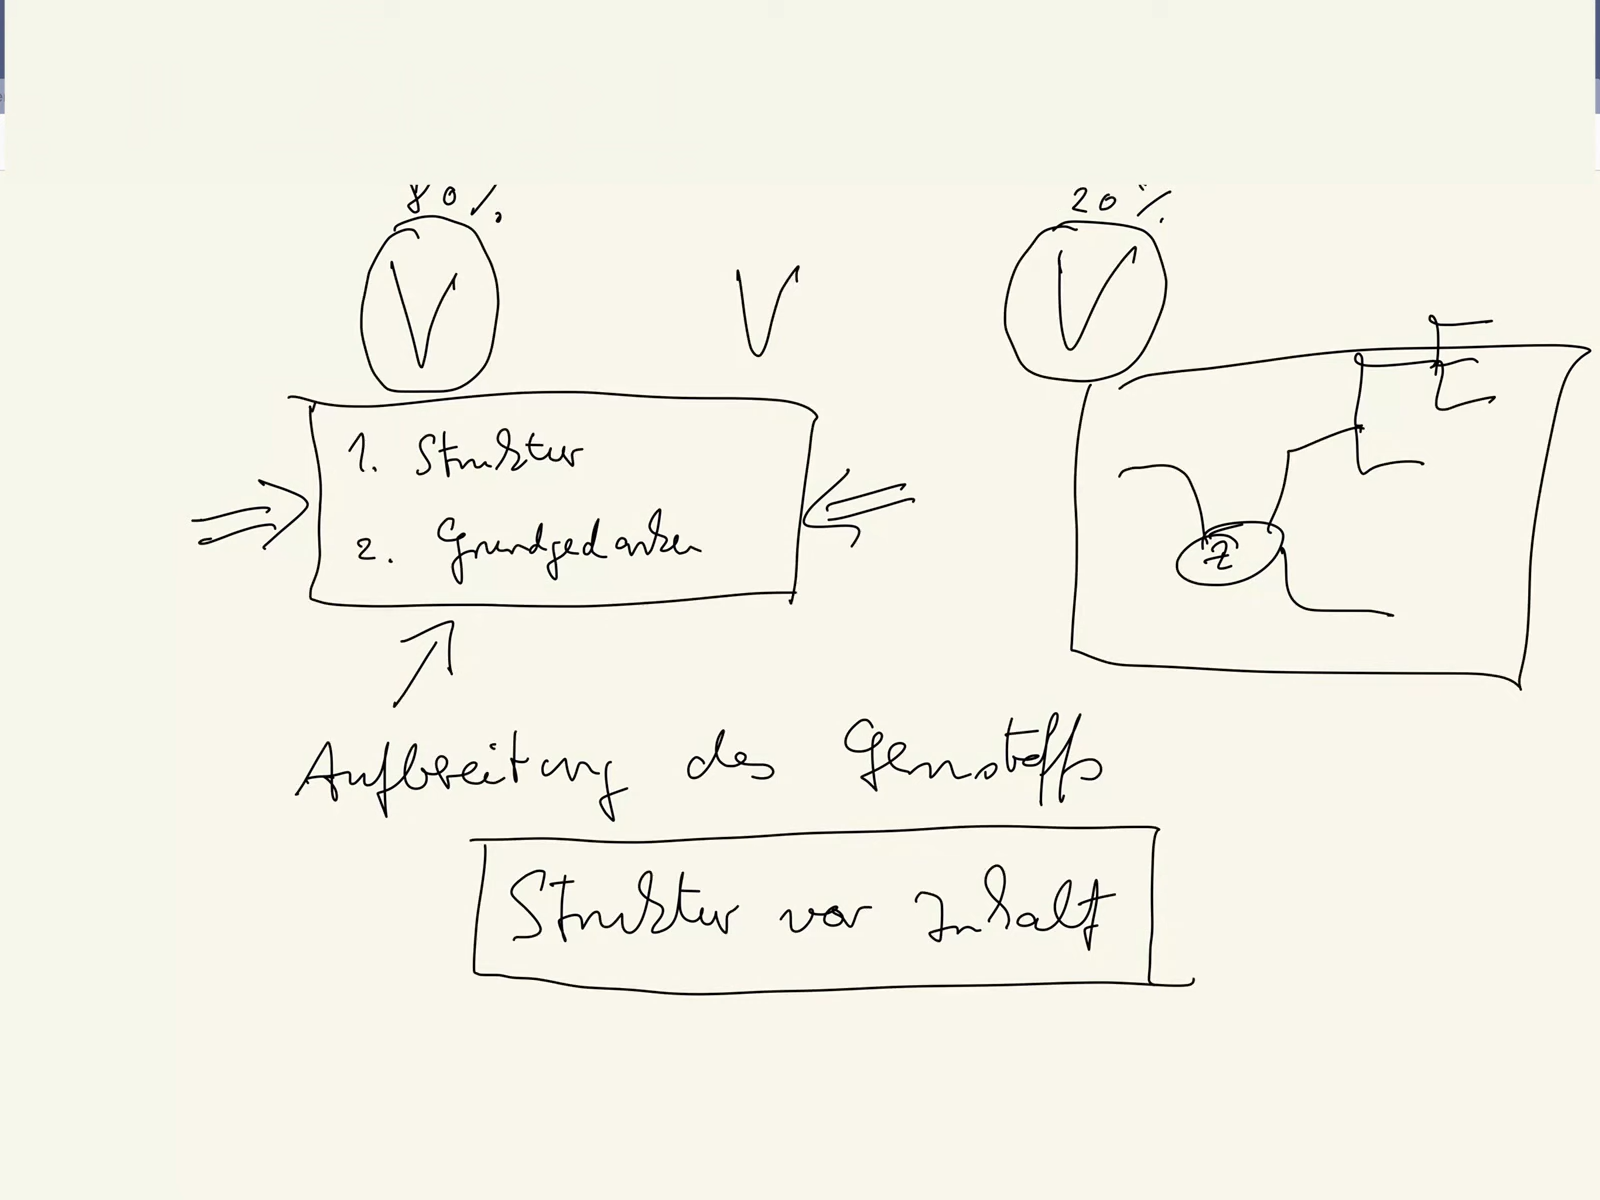 80% 20%
V V V
1. Struktur
2. Grundgedanken
Z
Aufbereitung des Lernstoffs
Struktur vor Inhalt